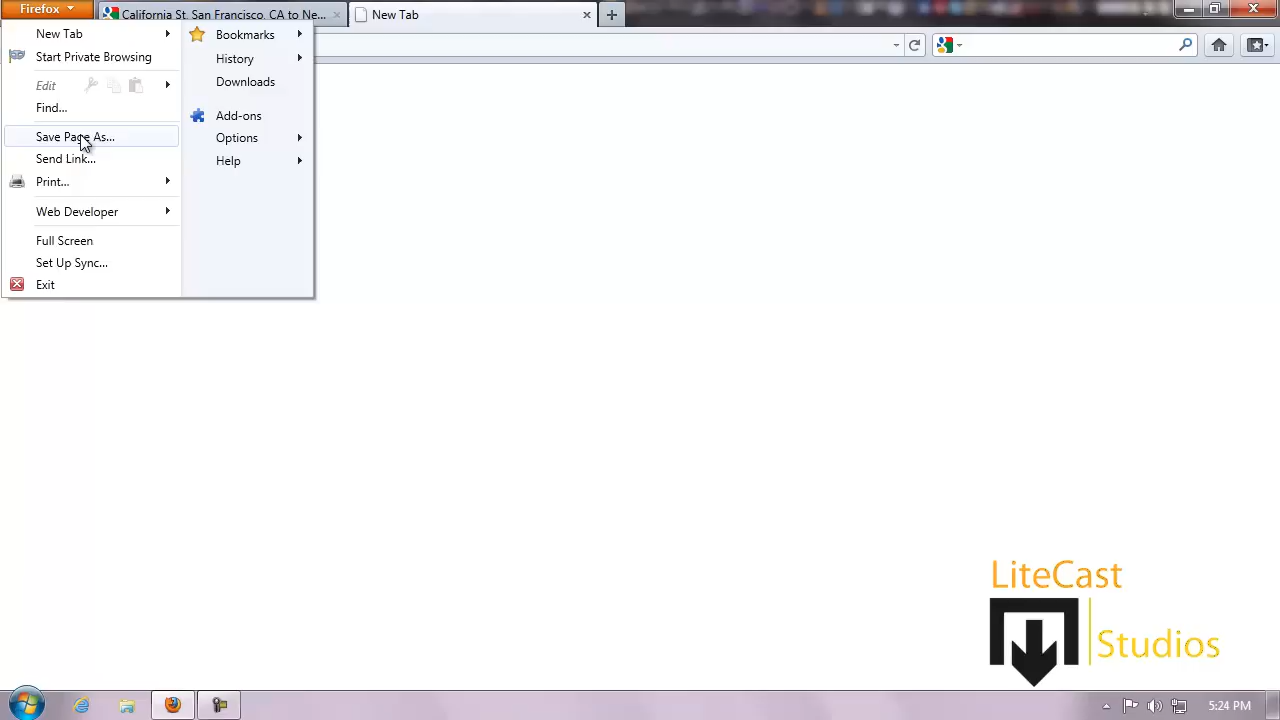 Firefox
California St, San Francisco, CA to Ne...
New Tab
New Tab
Start Private Browsing
Edit
Find...
Save Page As...
Send Link...
Print...
Web Developer
Full Screen
Set Up Sync...
Exit
Bookmarks
History
Downloads
Add-ons
Options
Help
LiteCast
Studios
5:24 PM